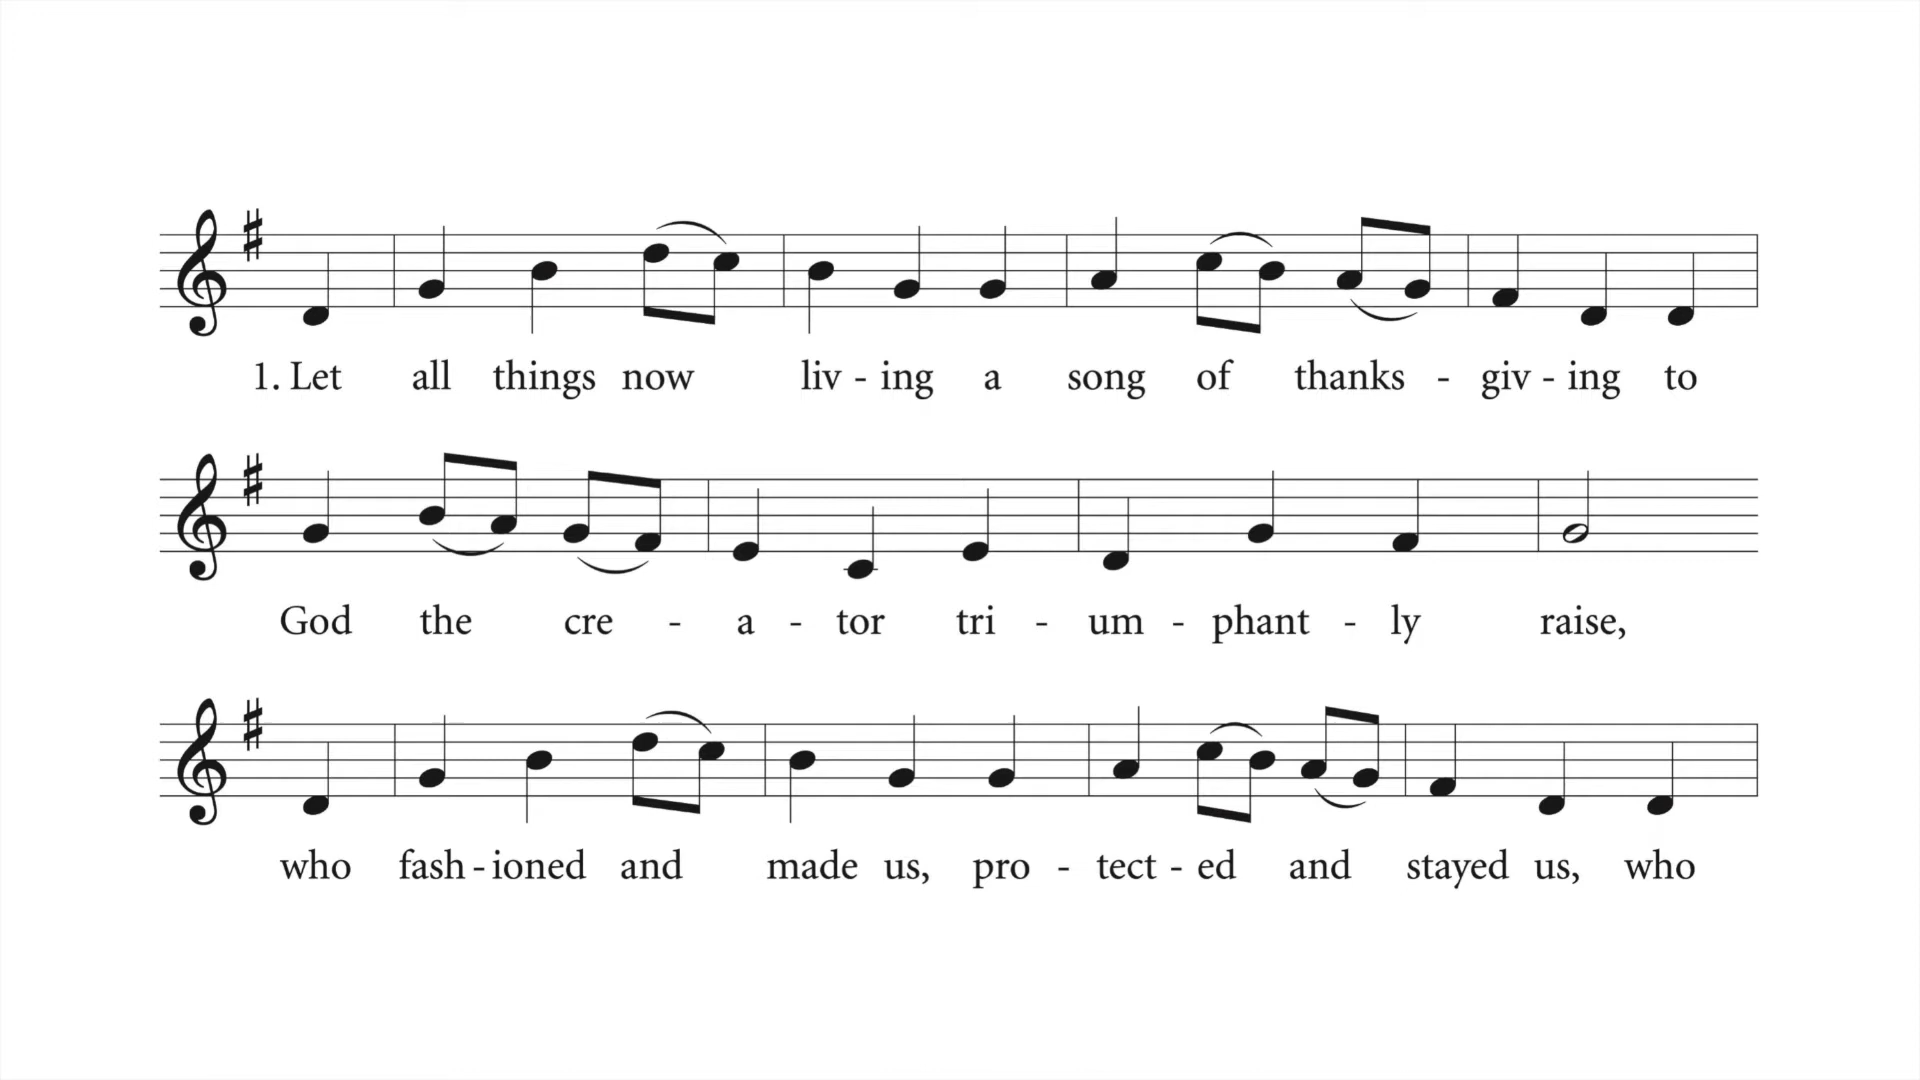 1. Let all things now liv - ing a song of thanks - giv - ing to
God the cre - a - tor tri - um - phant - ly raise,
who fash - ioned and made us, pro - tect - ed and stayed us, who